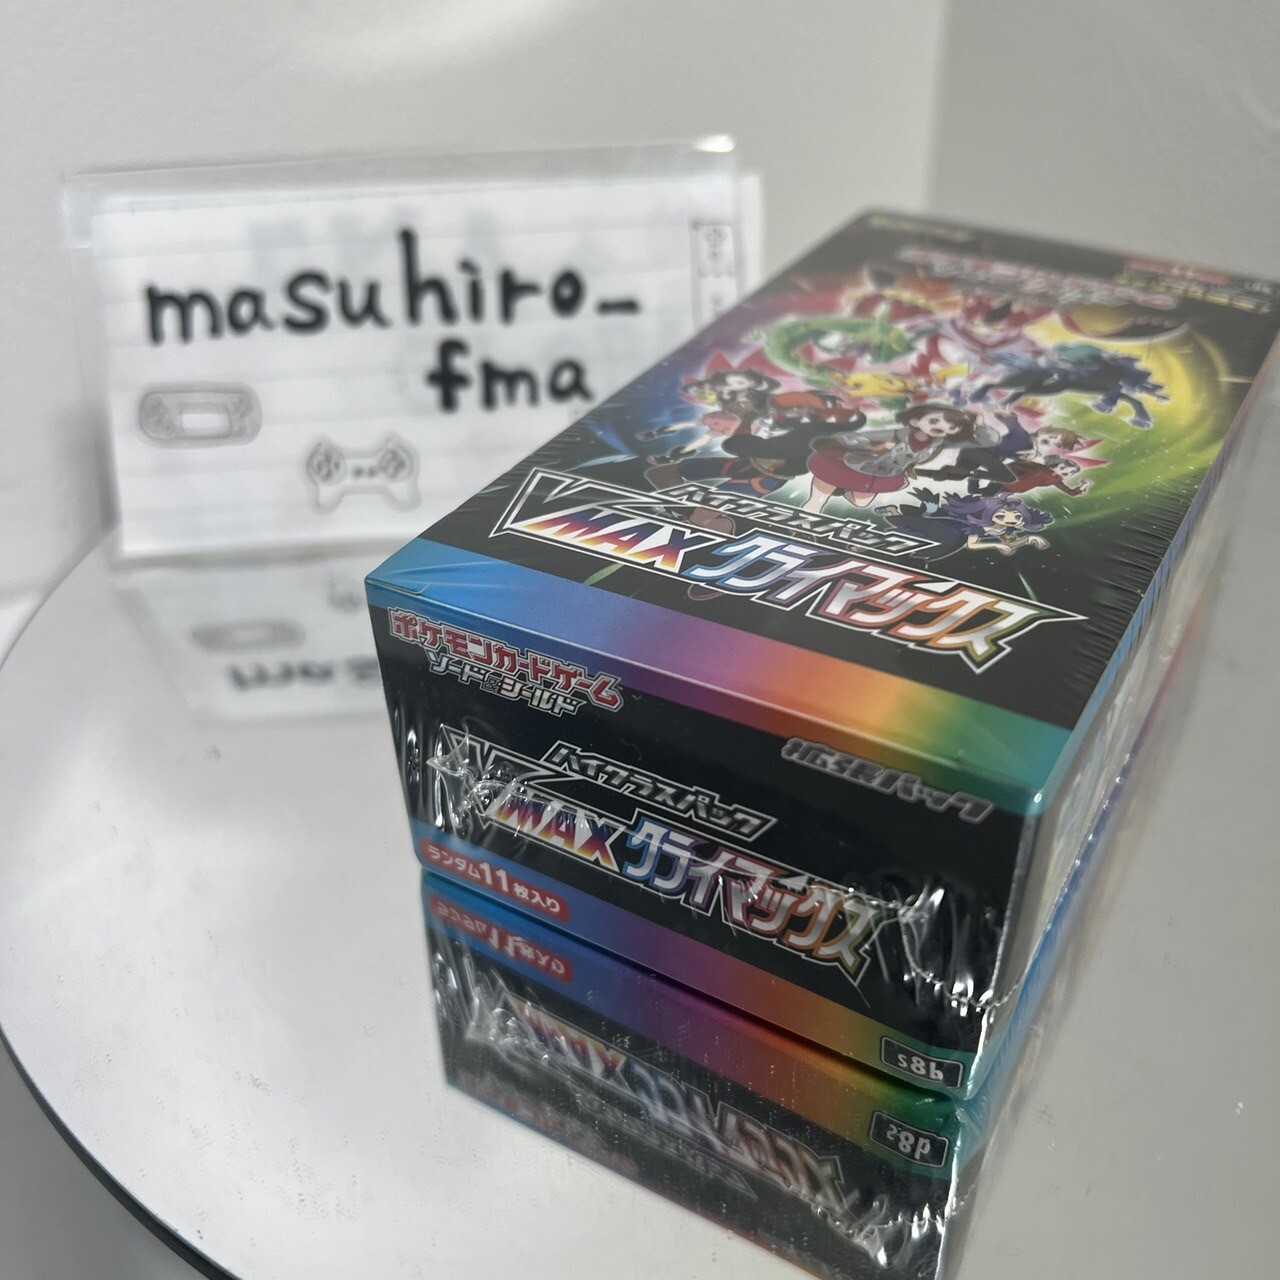 masuhiro_
fma
ハイクラスパック
VMAXクライマックス
ポケモンカードゲーム
ソード&シールド
拡張パック
ハイクラスパック
VMAXクライマックス
ランダム11枚入り
s8b